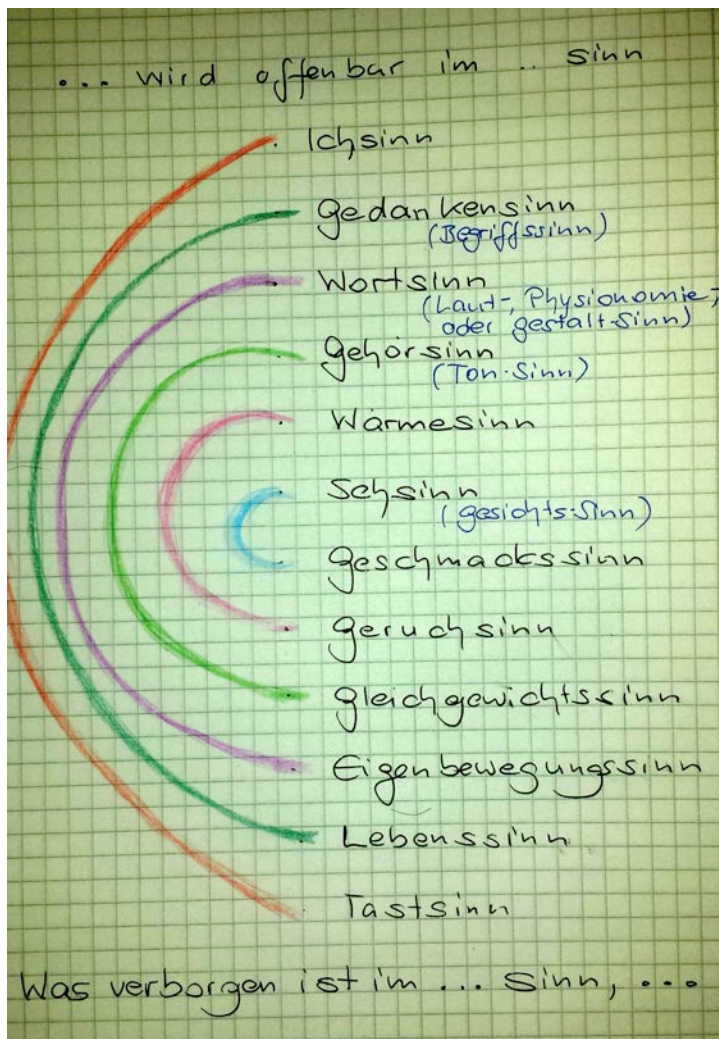 ... wird offenbar im .. sinn
Ichsinn
Gedankensinn
(Begriffssinn)
Wortsinn
(Laut-, Physionomie-,
oder Gestalt-Sinn)
Gehörsinn
(Ton-Sinn)
Wärmesinn
Sehsinn
(Gesichts-Sinn)
Geschmackssinn
Geruchsinn
Gleichgewichtssinn
Eigenbewegungssinn
Lebenssinn
Tastsinn
Was verborgen ist im ... Sinn, ...